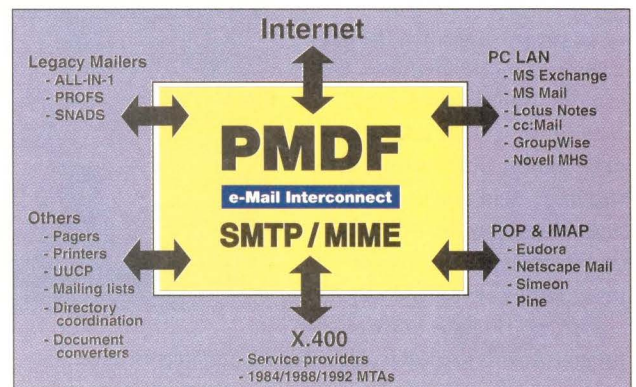 Internet
Legacy Mailers
- ALL-IN-1
- PROFS
- SNADS
PC LAN
- MS Exchange
- MS Mail
- Lotus Notes
cc:Mail
- GroupWise
- Novell MHS
PMDF
e-Mail Interconnect
SMTP / MIME
Others
- Pagers
- Printers
- UUCP
- Mailing lists
- Directory
coordination
- Document
converters
POP & IMAP
- Eudora
- Netscape Mail
- Simeon
- Pine
X.400
- Service providers
- 1984/1988/1992 MTAs